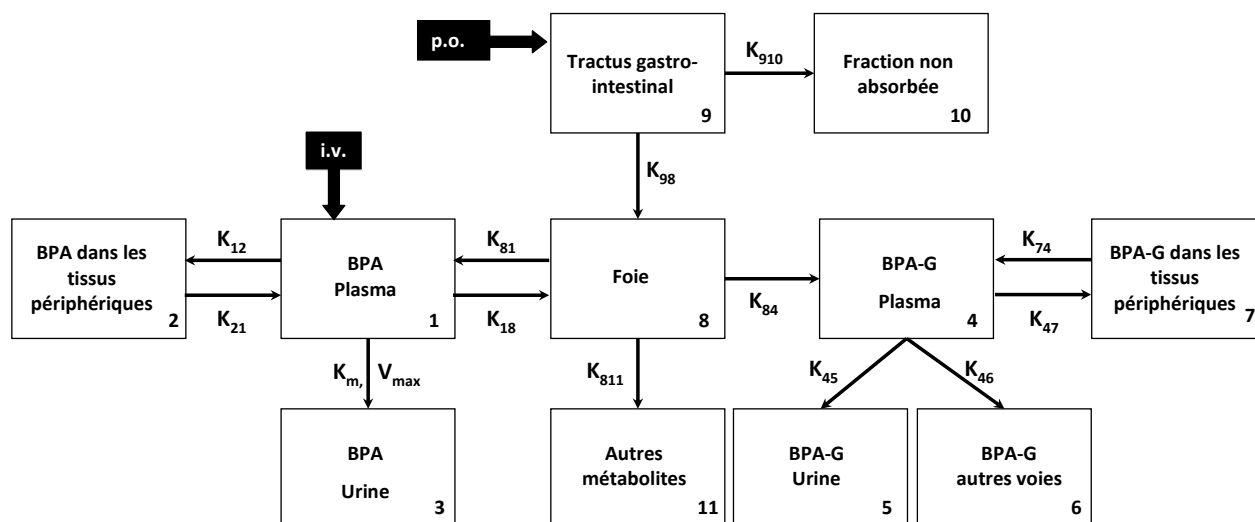 p.o.
Tractus gastro-
intestinal
9
K910
Fraction non
absorbée
10
i.v.
K98
BPA dans les
tissus
périphériques
2
K12
K21
BPA
Plasma
1
K81
K18
Foie
8
K84
BPA-G
Plasma
4
K74
K47
BPA-G dans les
tissus
périphériques
7
Km, Vmax
K811
K45
K46
BPA
Urine
3
Autres
métabolites
11
BPA-G
Urine
5
BPA-G
autres voies
6